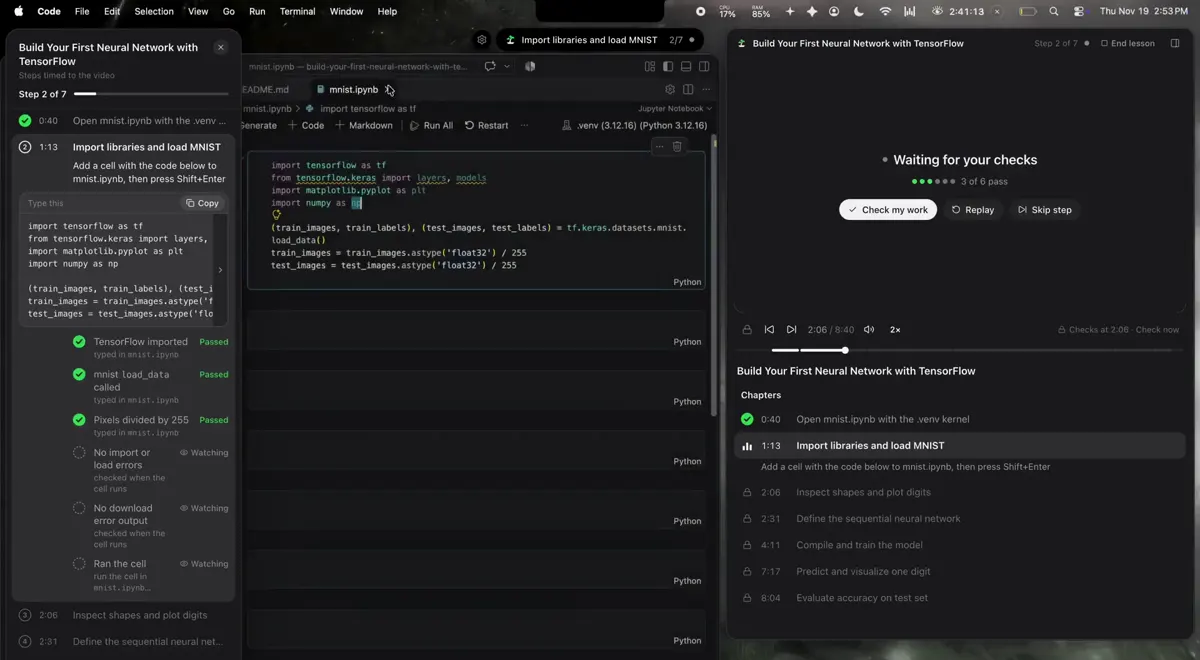 Code File Edit Selection View Go Run Terminal Window Help
CPU 17% RAM 85% 2:41:13 Thu Nov 19 2:53 PM
Build Your First Neural Network with TensorFlow
Steps timed to the video
Step 2 of 7
0:40 Open mnist.ipynb with the .venv ...
2 1:13 Import libraries and load MNIST
Add a cell with the code below to
mnist.ipynb, then press Shift+Enter
Type this Copy
import tensorflow as tf
from tensorflow.keras import layers,
import matplotlib.pyplot as plt
import numpy as np
(train_images, train_labels), (test_i
train_images = train_images.astype('f
test_images = test_images.astype('flo
TensorFlow imported Passed
typed in mnist.ipynb
mnist load_data Passed
called
typed in mnist.ipynb
Pixels divided by 255 Passed
typed in mnist.ipynb
No import or Watching
load errors
checked when the
cell runs
No download Watching
error output
checked when the
cell runs
Ran the cell Watching
run the cell in
mnist.ipynb…
3 2:06 Inspect shapes and plot digits
4 2:31 Define the sequential neural net...
Import libraries and load MNIST 2/7
mnist.ipynb — build-your-first-neural-network-with-te...
EADME.md mnist.ipynb
mnist.ipynb > import tensorflow as tf Jupyter Notebook
Generate + Code + Markdown Run All Restart ... .venv (3.12.16) (Python 3.12.16)
import tensorflow as tf
from tensorflow.keras import layers, models
import matplotlib.pyplot as plt
import numpy as np
(train_images, train_labels), (test_images, test_labels) = tf.keras.datasets.mnist.
load_data()
train_images = train_images.astype('float32') / 255
test_images = test_images.astype('float32') / 255
Python
Python
Python
Python
Python
Python
Python
Build Your First Neural Network with TensorFlow Step 2 of 7 End lesson
Waiting for your checks
3 of 6 pass
Check my work Replay Skip step
2:06 / 8:40 2× Checks at 2:06 · Check now
Build Your First Neural Network with TensorFlow
Chapters
0:40 Open mnist.ipynb with the .venv kernel
1:13 Import libraries and load MNIST
Add a cell with the code below to mnist.ipynb, then press Shift+Enter
2:06 Inspect shapes and plot digits
2:31 Define the sequential neural network
4:11 Compile and train the model
7:17 Predict and visualize one digit
8:04 Evaluate accuracy on test set